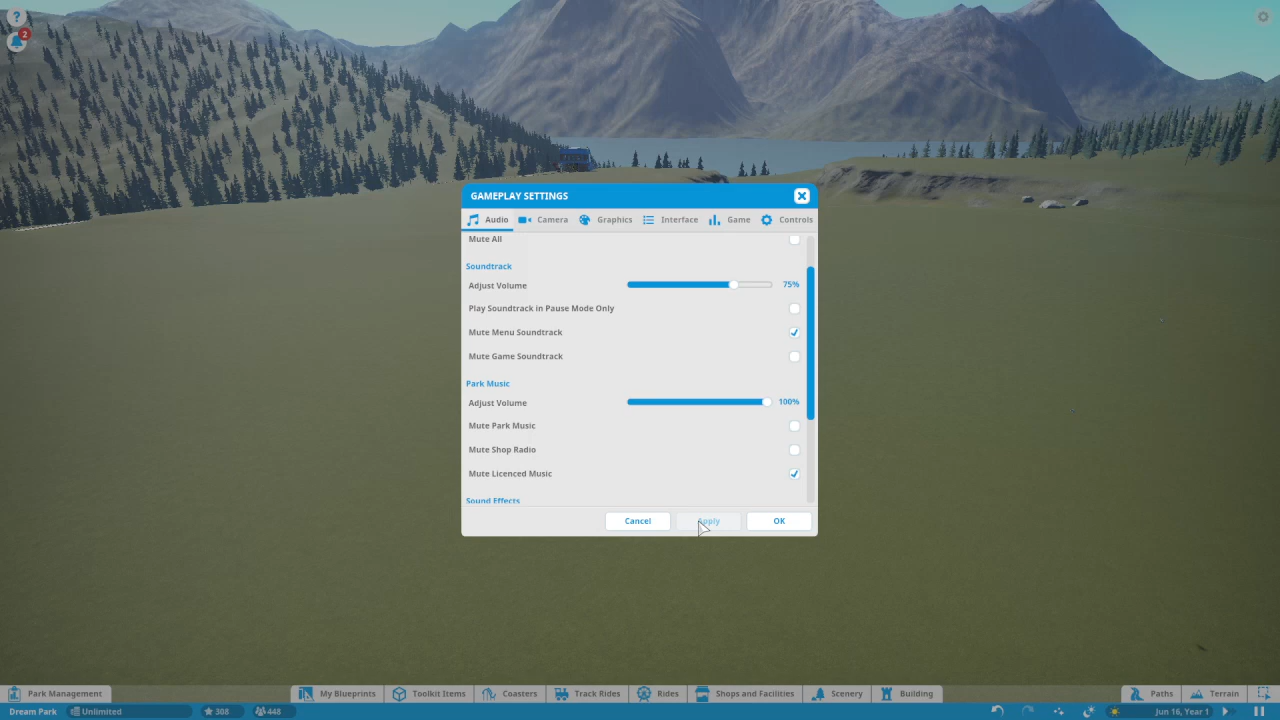 ?
2
GAMEPLAY SETTINGS
Audio Camera Graphics Interface Game Controls
Mute All
Soundtrack
Adjust Volume 75%
Play Soundtrack in Pause Mode Only
Mute Menu Soundtrack
Mute Game Soundtrack
Park Music
Adjust Volume 100%
Mute Park Music
Mute Shop Radio
Mute Licenced Music
Sound Effects
Cancel Apply OK
Park Management My Blueprints Toolkit Items Coasters Track Rides Rides Shops and Facilities Scenery Building Paths Terrain
Dream Park Unlimited 308 448 Jun 16, Year 1